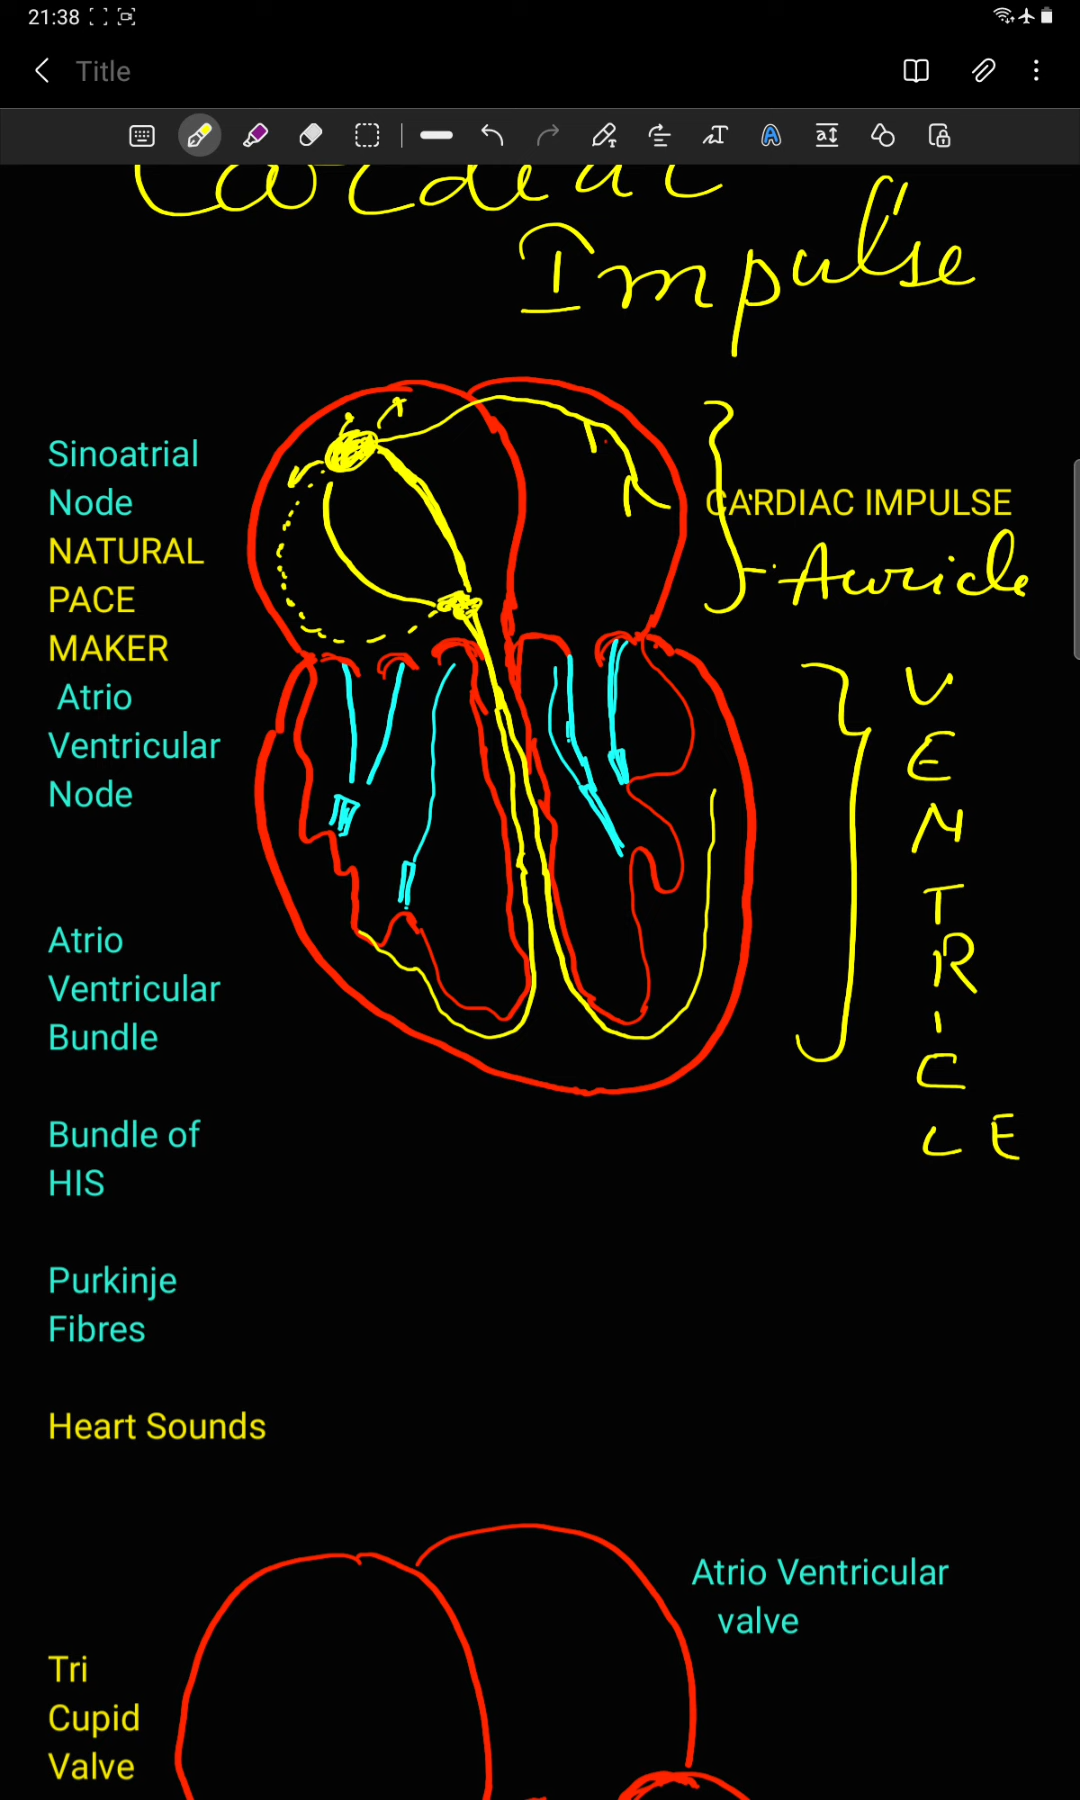 21:38
Title
Cardiac
Impulse
Sinoatrial
Node
NATURAL
PACE
MAKER
Atrio
Ventricular
Node
CARDIAC IMPULSE
Auricle
V
E
N
T
R
I
C
L E
Atrio
Ventricular
Bundle
Bundle of
HIS
Purkinje
Fibres
Heart Sounds
Atrio Ventricular
valve
Tri
Cupid
Valve